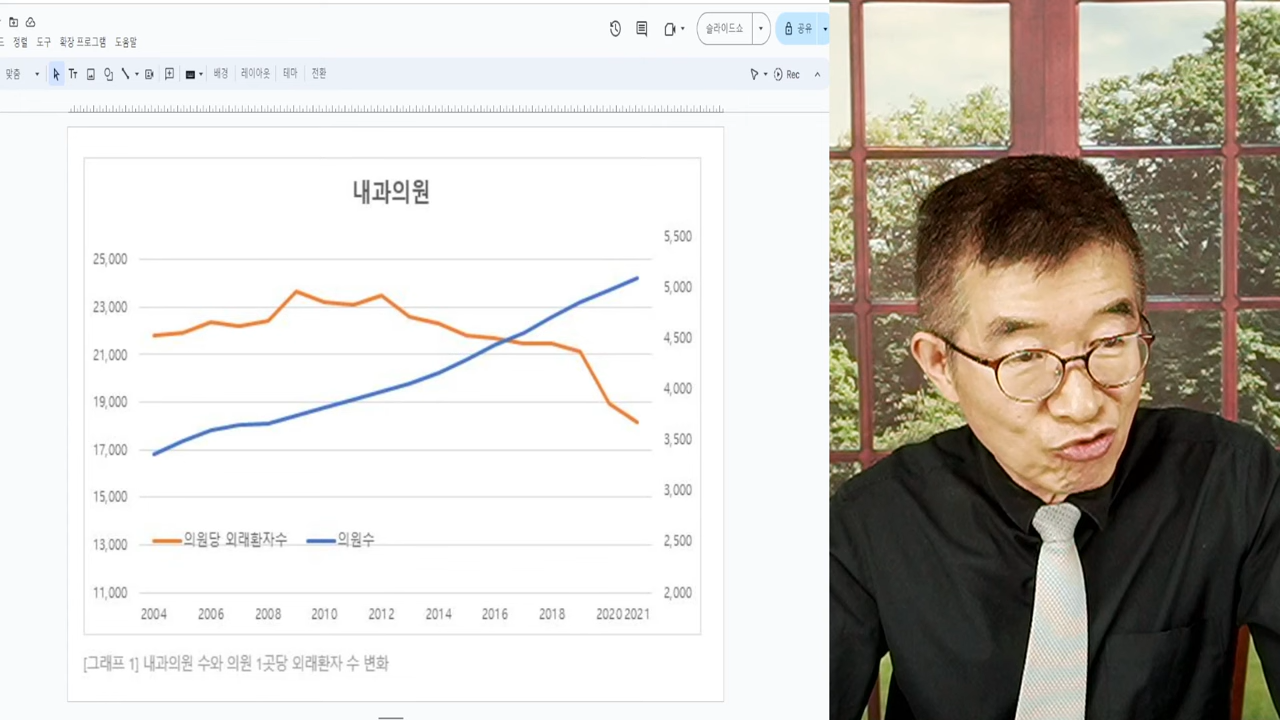 슬라이드쇼
공유
정렬 도구 확장 프로그램 도움말
맞춤
Tт
배경 레이아웃 테마 전환
Rec
내과의원
5,500
25,000
5,000
23,000
4,500
21,000
4,000
19,000
3,500
17,000
3,000
15,000
의원당 외래환자수 의원수
13,000
2,500
11,000
2,000
2004 2006 2008 2010 2012 2014 2016 2018 2020 2021
[그래프 1] 내과의원 수와 의원 1곳당 외래환자 수 변화